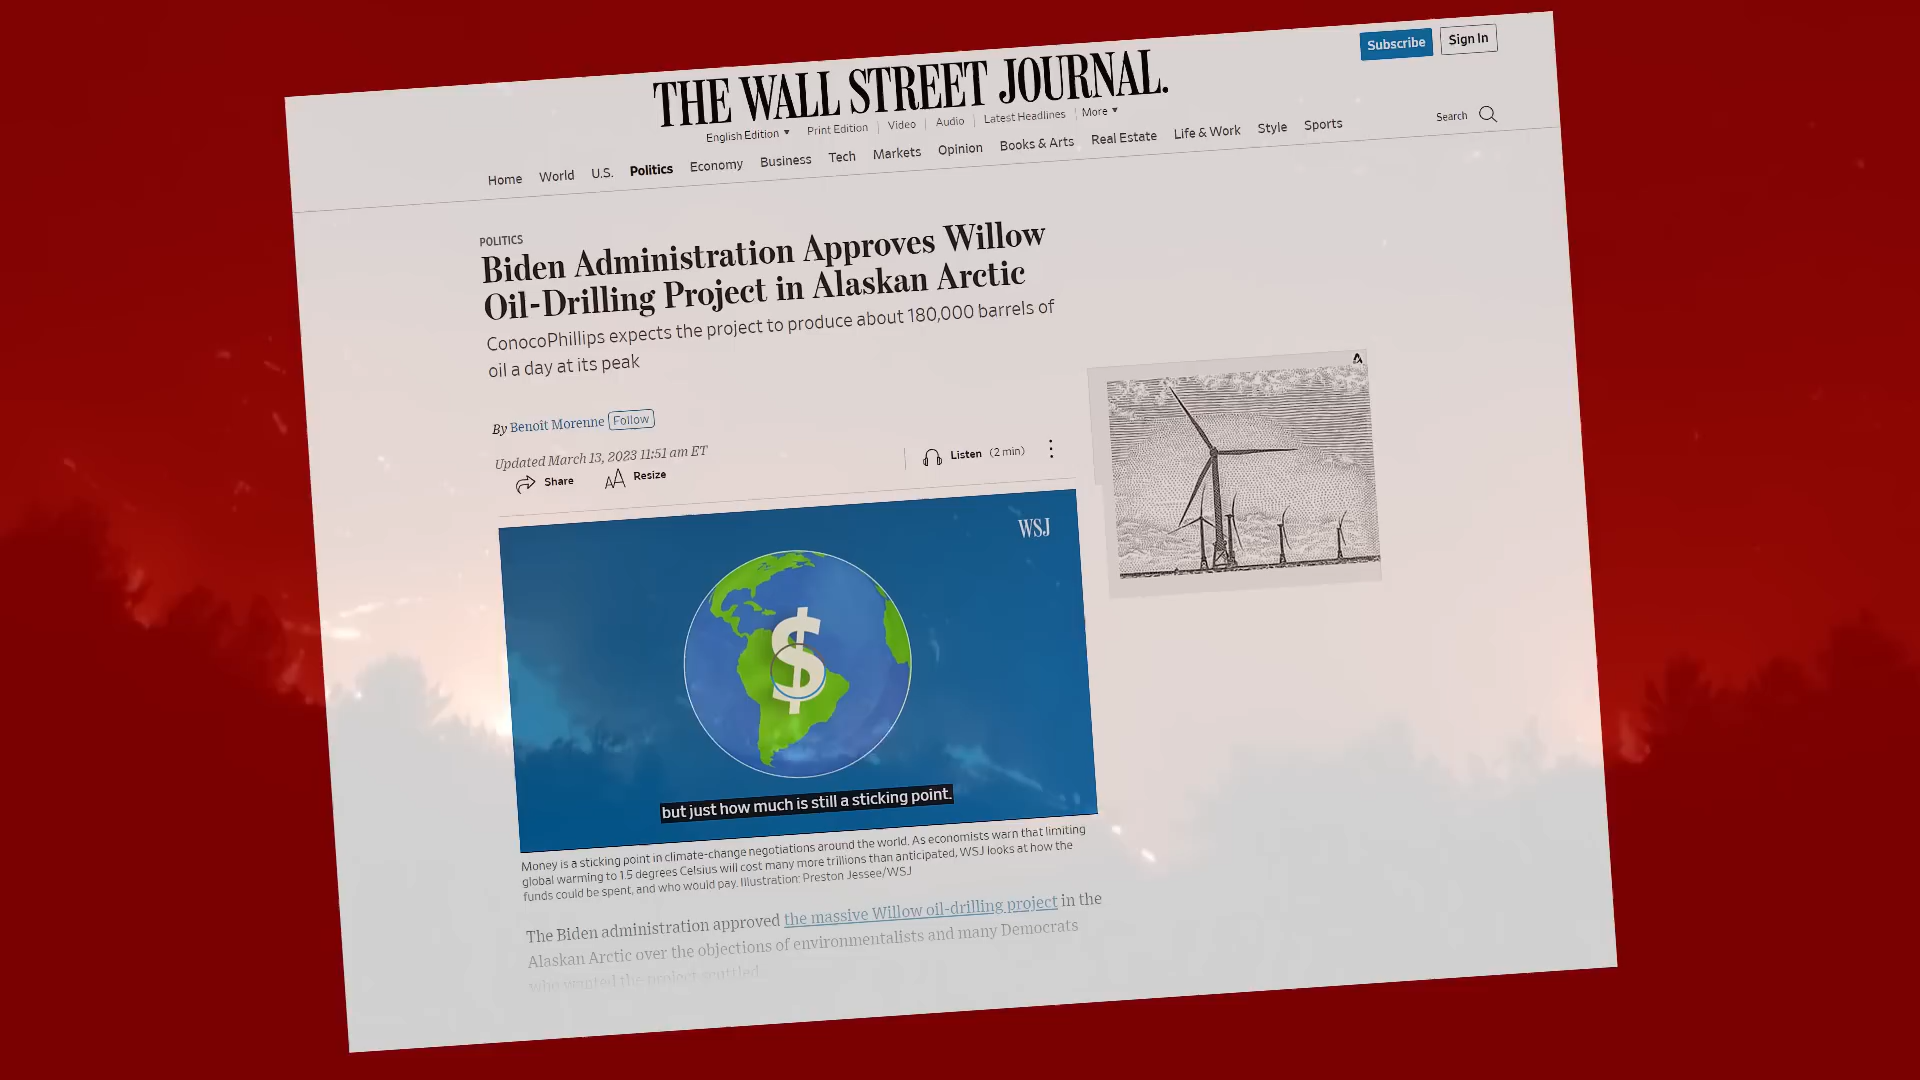 Subscribe
Sign In
THE WALL STREET JOURNAL.
English Edition
Print Edition
Video
Audio
Latest Headlines
More
Search
Home
World
U.S.
Politics
Economy
Business
Tech
Markets
Opinion
Books & Arts
Real Estate
Life & Work
Style
Sports
POLITICS
Biden Administration Approves Willow
Oil-Drilling Project in Alaskan Arctic
ConocoPhillips expects the project to produce about 180,000 barrels of
oil a day at its peak
By Benoît Morenne Follow
Updated March 13, 2023 11:51 am ET
Share
Resize
Listen (2 min)
WSJ
$
but just how much is still a sticking point.
Money is a sticking point in climate-change negotiations around the world. As economists warn that limiting
global warming to 1.5 degrees Celsius will cost many more trillions than anticipated, WSJ looks at how the
funds could be spent, and who would pay. Illustration: Preston Jessee/WSJ
The Biden administration approved the massive Willow oil-drilling project in the
Alaskan Arctic over the objections of environmentalists and many Democrats
who wanted the project scuttled.